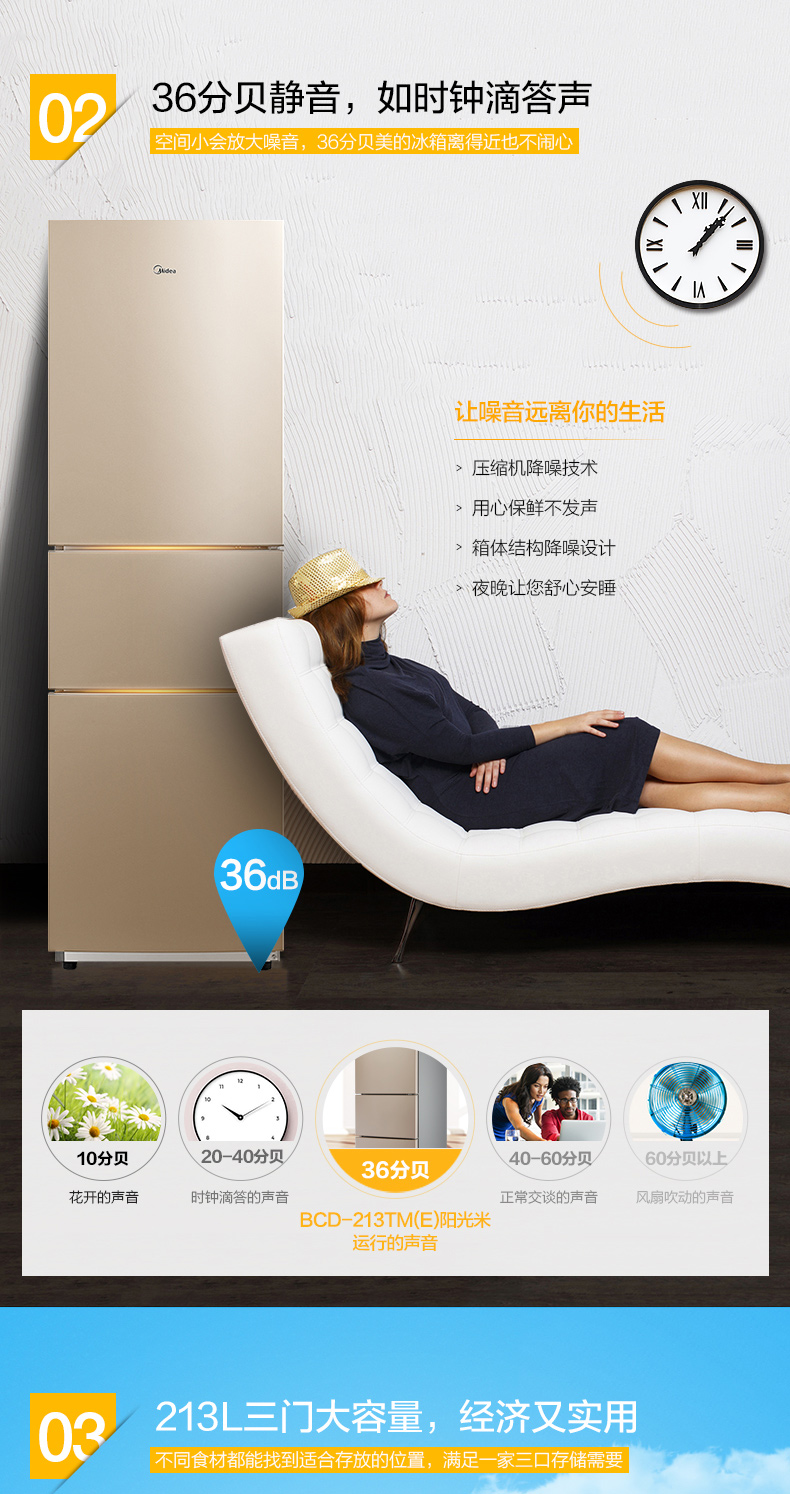 02
36分贝静音，如时钟滴答声
空间小会放大噪音，36分贝美的冰箱离得近也不闹心
Midea
XII
III
VI
IX
让噪音远离你的生活
> 压缩机降噪技术
> 用心保鲜不发声
> 箱体结构降噪设计
> 夜晚让您舒心安睡
36dB
12
11
1
10
2
9
3
8
4
10分贝
20-40分贝
36分贝
40-60分贝
60分贝以上
花开的声音
时钟滴答的声音
BCD-213TM(E)阳光米
运行的声音
正常交谈的声音
风扇吹动的声音
03
213L三门大容量，经济又实用
不同食材都能找到适合存放的位置，满足一家三口存储需要